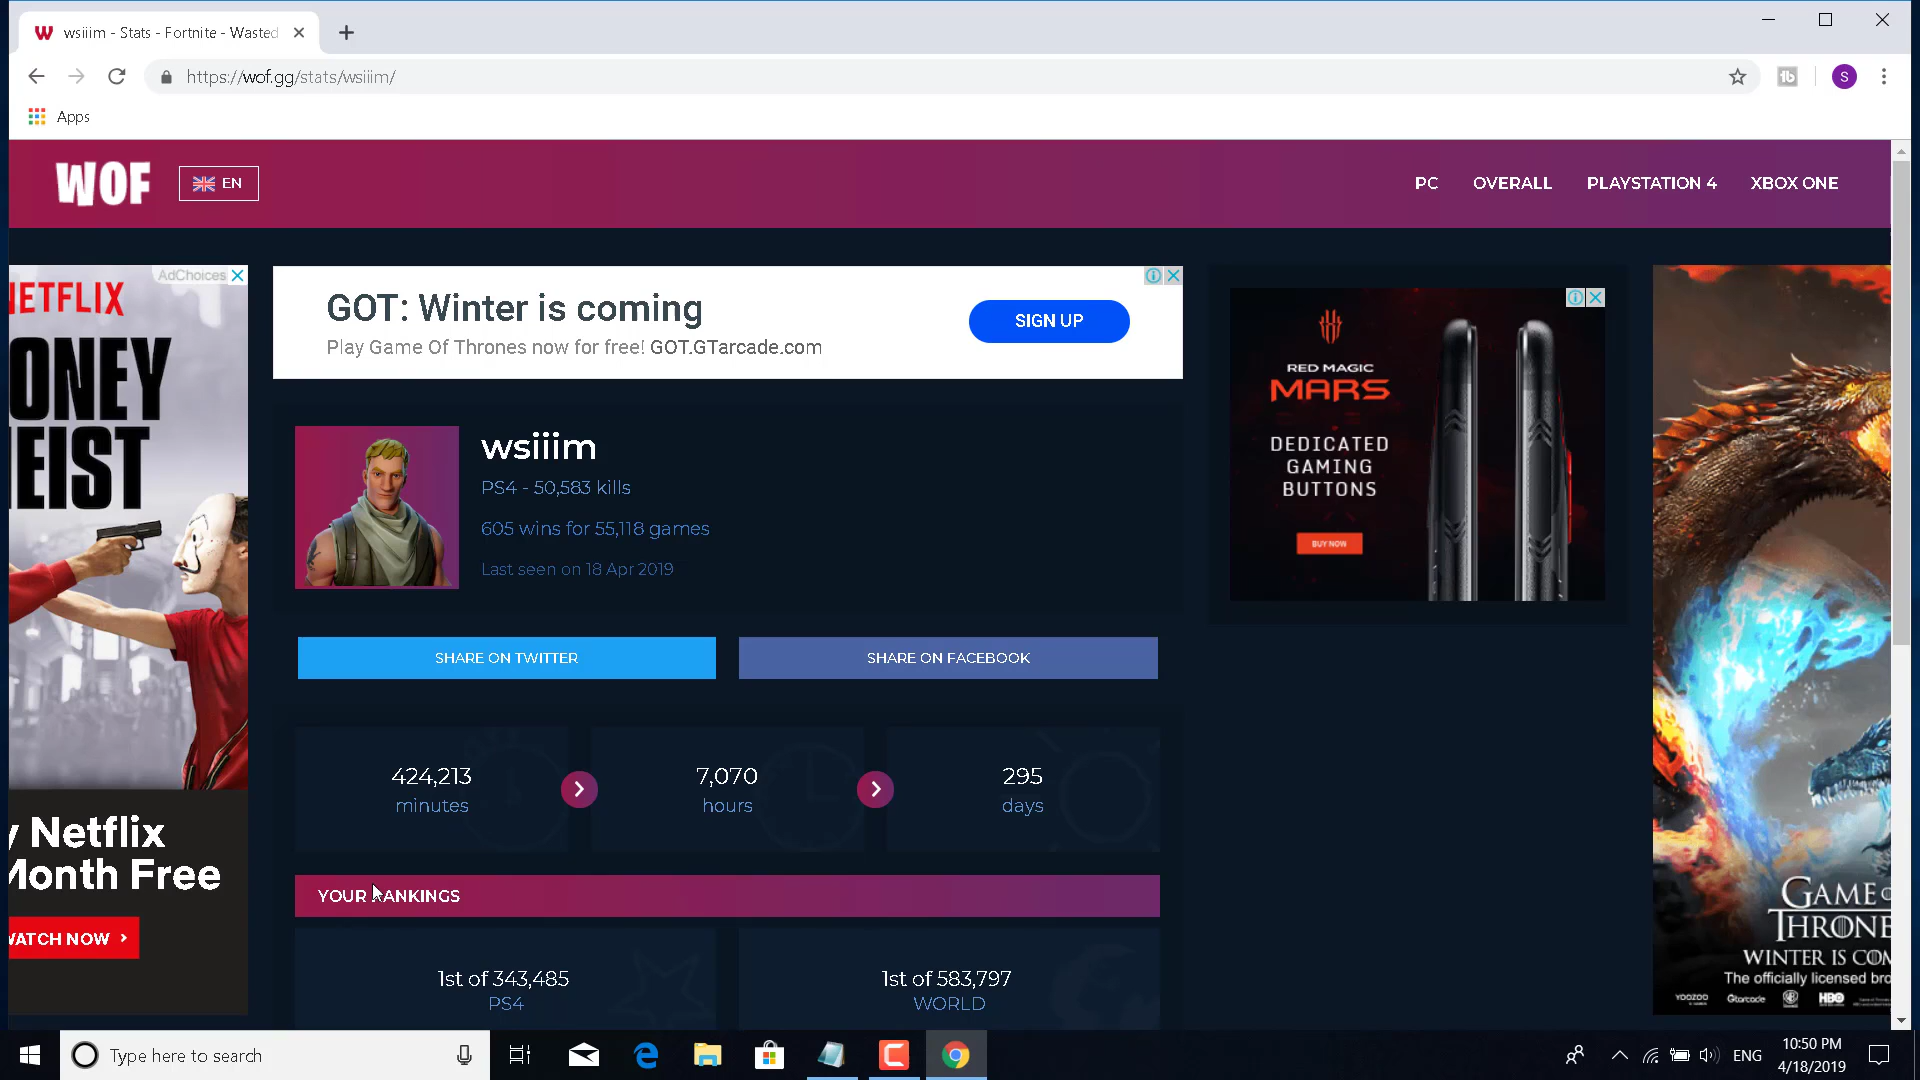 wsiiim - Stats - Fortnite - Wasted
https://wof.gg/stats/wsiiim/
S
Apps
WOF
EN
PC
OVERALL
PLAYSTATION 4
XBOX ONE
AdChoices
NETFLIX
ONEY
EIST
y Netflix
Month Free
WATCH NOW
GOT: Winter is coming
Play Game Of Thrones now for free! GOT.GTarcade.com
SIGN UP
RED MAGIC
MARS
DEDICATED
GAMING
BUTTONS
BUY NOW
wsiiim
PS4 - 50,583 kills
605 wins for 55,118 games
Last seen on 18 Apr 2019
SHARE ON TWITTER
SHARE ON FACEBOOK
424,213
minutes
7,070
hours
295
days
YOUR RANKINGS
1st of 343,485
PS4
1st of 583,797
WORLD
GAME O
THRONE
WINTER IS COM
The officially licensed bro
YOOZOO
Gtarcade
HBO
Type here to search
ENG
10:50 PM
4/18/2019